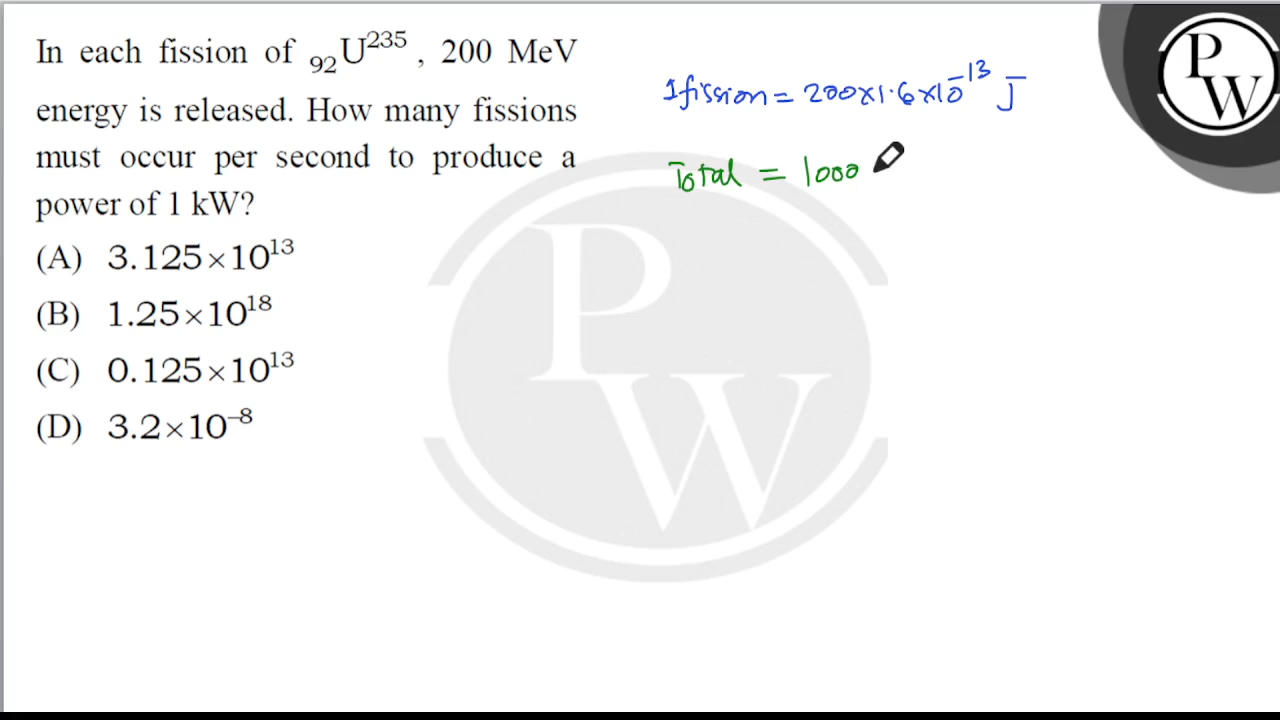 In each fission of ₉₂U²³⁵ , 200 MeV
energy is released. How many fissions
must occur per second to produce a
power of 1 kW?
(A) 3.125×10¹³
(B) 1.25×10¹⁸
(C) 0.125×10¹³
(D) 3.2×10⁻⁸
1 fission = 200×1.6×10⁻¹³ J
Total = 1000
P
W
P
W